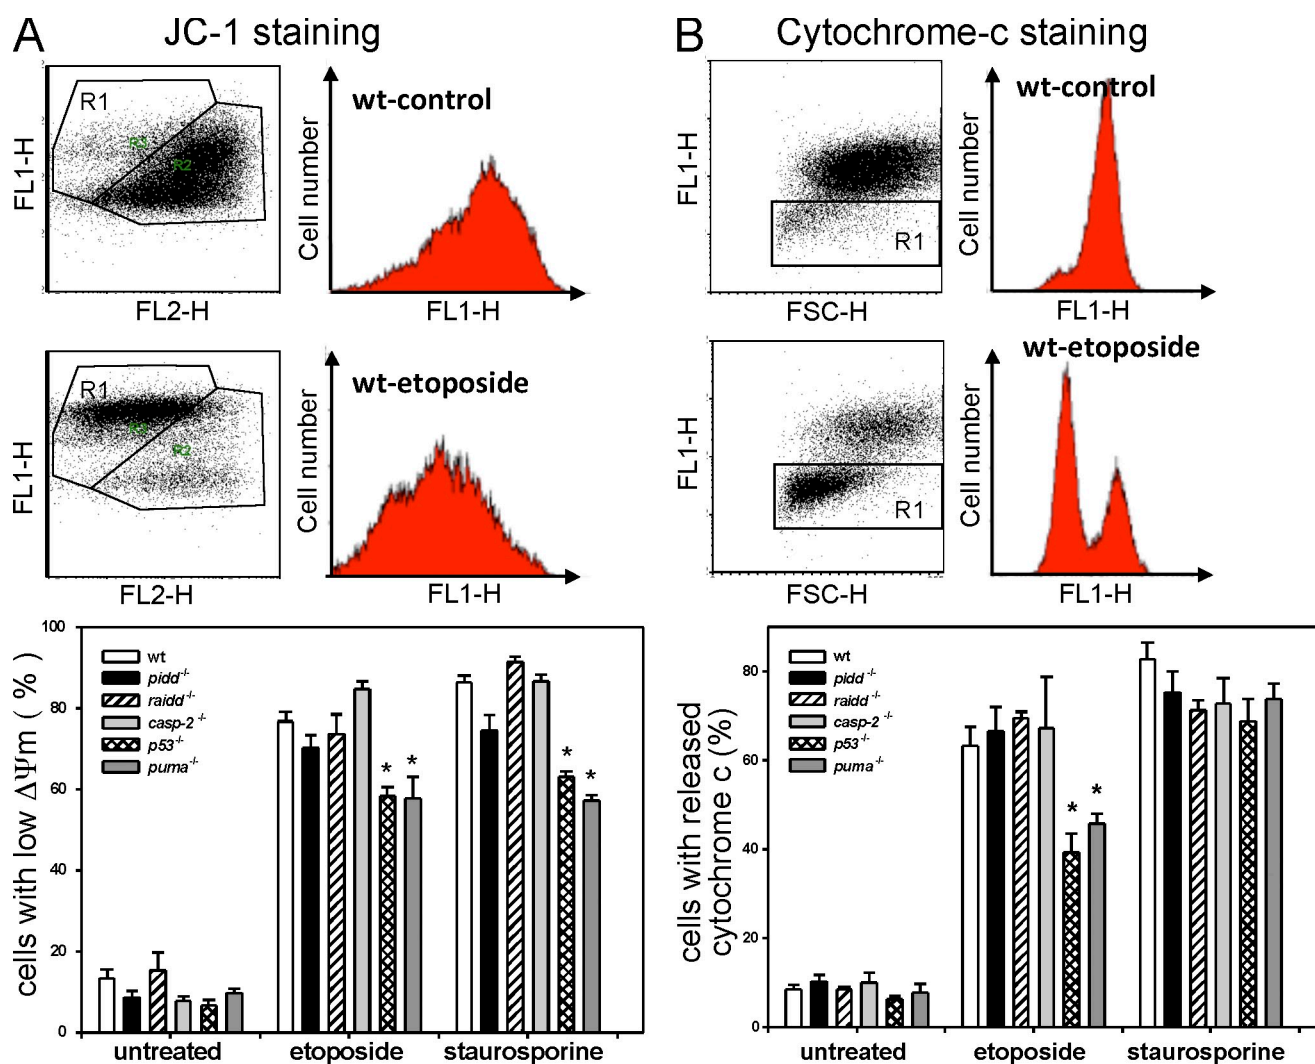 A
JC-1 staining
R1
R3
R2
FL1-H
FL2-H
wt-control
Cell number
FL1-H
R1
R3
R2
FL1-H
FL2-H
wt-etoposide
Cell number
FL1-H
100
80
60
40
20
0
cells with low ΔΨm ( % )
wt
pidd -/-
raidd -/-
casp-2 -/-
p53 -/-
puma -/-
* *
* *
untreated
etoposide
staurosporine
B
Cytochrome-c staining
R1
FL1-H
FSC-H
wt-control
Cell number
FL1-H
R1
FL1-H
FSC-H
wt-etoposide
Cell number
FL1-H
80
60
40
20
0
cells with released
cytochrome c (%)
wt
pidd -/-
raidd -/-
casp-2 -/-
p53 -/-
puma -/-
* *
untreated
etoposide
staurosporine